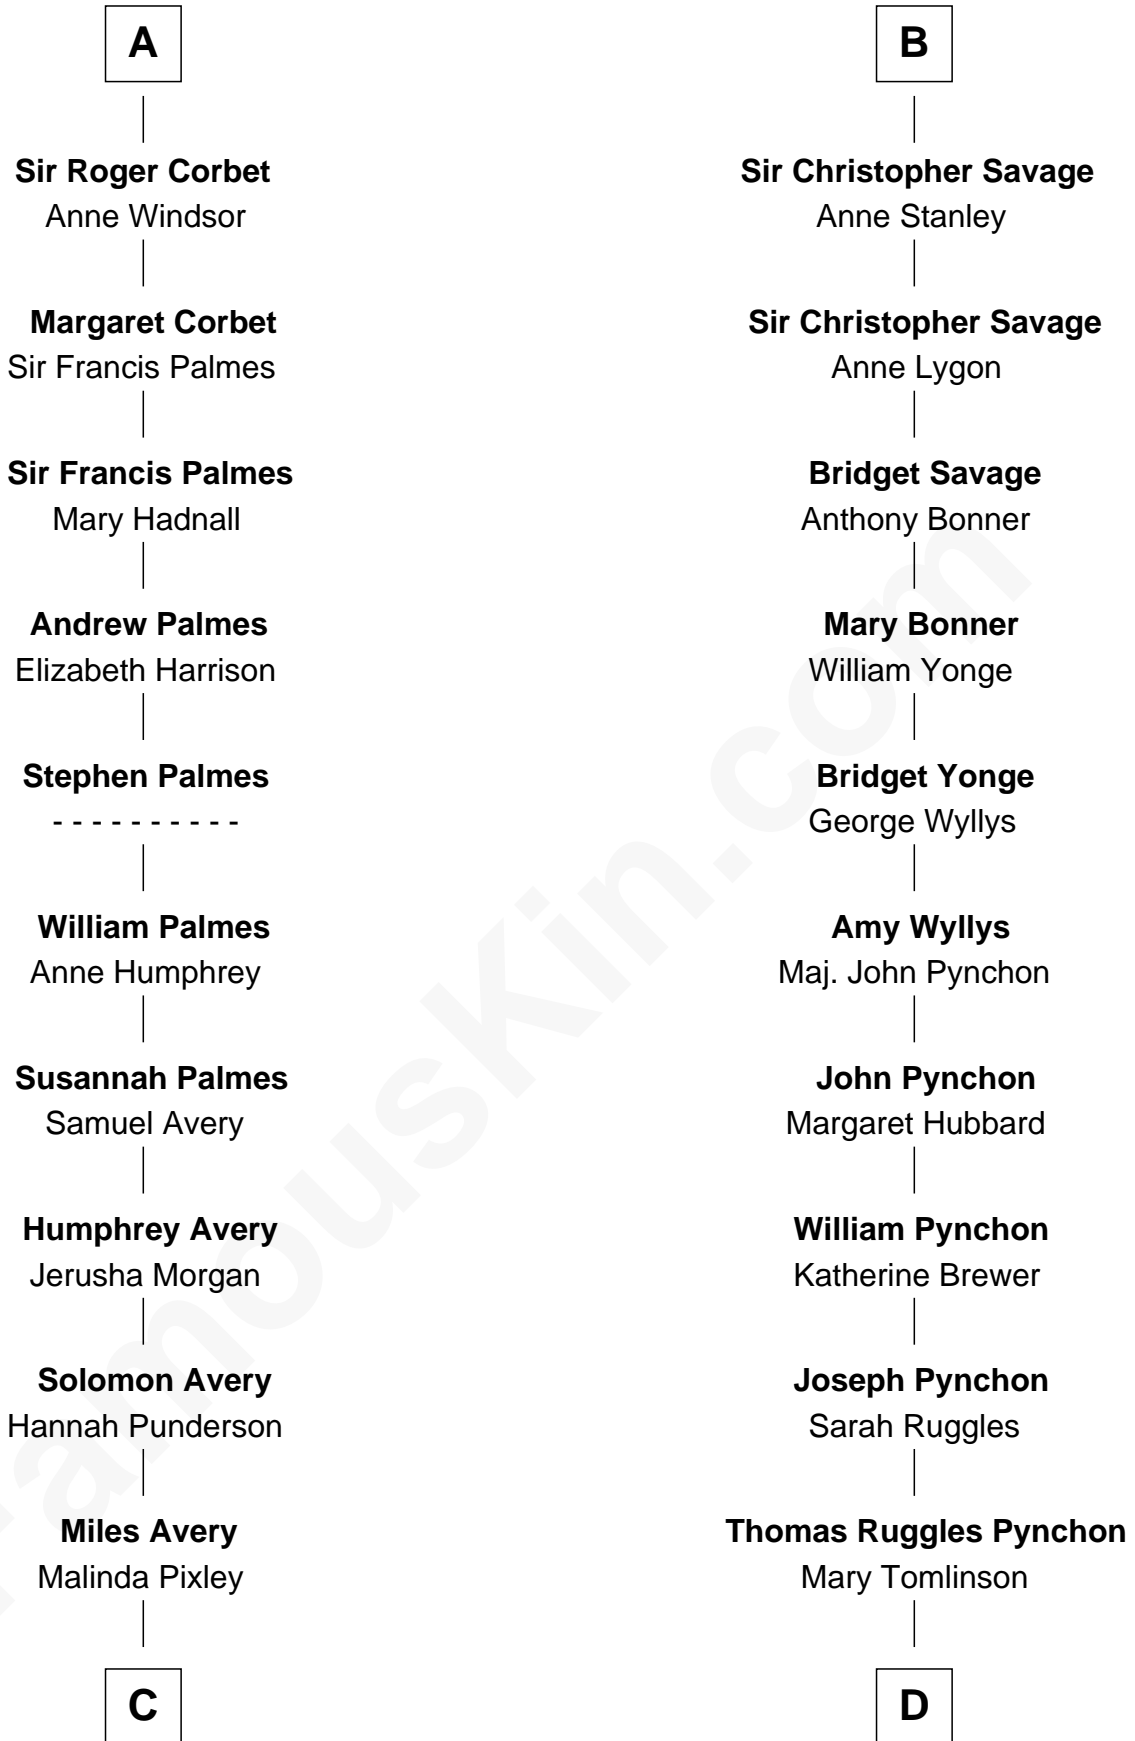 A
Sir Roger Corbet
Anne Windsor
Margaret Corbet
Sir Francis Palmes
Sir Francis Palmes
Mary Hadnall
Andrew Palmes
Elizabeth Harrison
Stephen Palmes
- - - - - - - - - -
William Palmes
Anne Humphrey
Susannah Palmes
Samuel Avery
Humphrey Avery
Jerusha Morgan
Solomon Avery
Hannah Punderson
Miles Avery
Malinda Pixley
C
B
Sir Christopher Savage
Anne Stanley
Sir Christopher Savage
Anne Lygon
Bridget Savage
Anthony Bonner
Mary Bonner
William Yonge
Bridget Yonge
George Wyllys
Amy Wyllys
Maj. John Pynchon
John Pynchon
Margaret Hubbard
William Pynchon
Katherine Brewer
Joseph Pynchon
Sarah Ruggles
Thomas Ruggles Pynchon
Mary Tomlinson
D
FamousKin.com